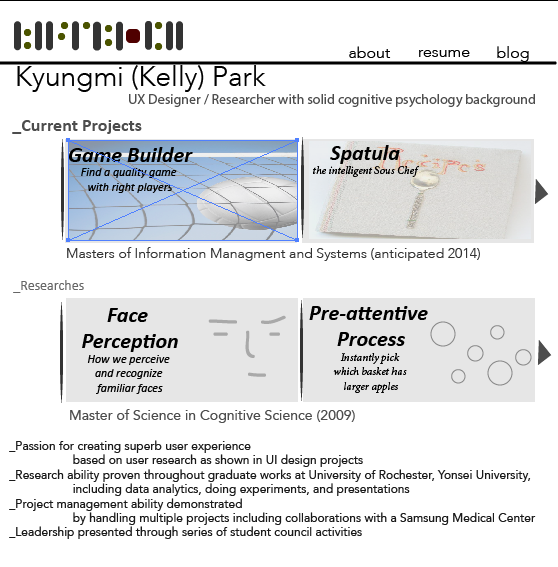 about resume blog
Kyungmi (Kelly) Park
UX Designer / Researcher with solid cognitive psychology background
_Current Projects
Game Builder
Find a quality game
with right players
Spatula
the intelligent Sous Chef
Recipes
Masters of Information Managment and Systems (anticipated 2014)
_Researches
Face
Perception
How we perceive
and recognize
familiar faces
Pre-attentive
Process
Instantly pick
which basket has
larger apples
Master of Science in Cognitive Science (2009)
_Passion for creating superb user experience
based on user research as shown in UI design projects
_Research ability proven throughout graduate works at University of Rochester, Yonsei University,
including data analytics, doing experiments, and presentations
_Project management ability demonstrated
by handling multiple projects including collaborations with a Samsung Medical Center
_Leadership presented through series of student council activities